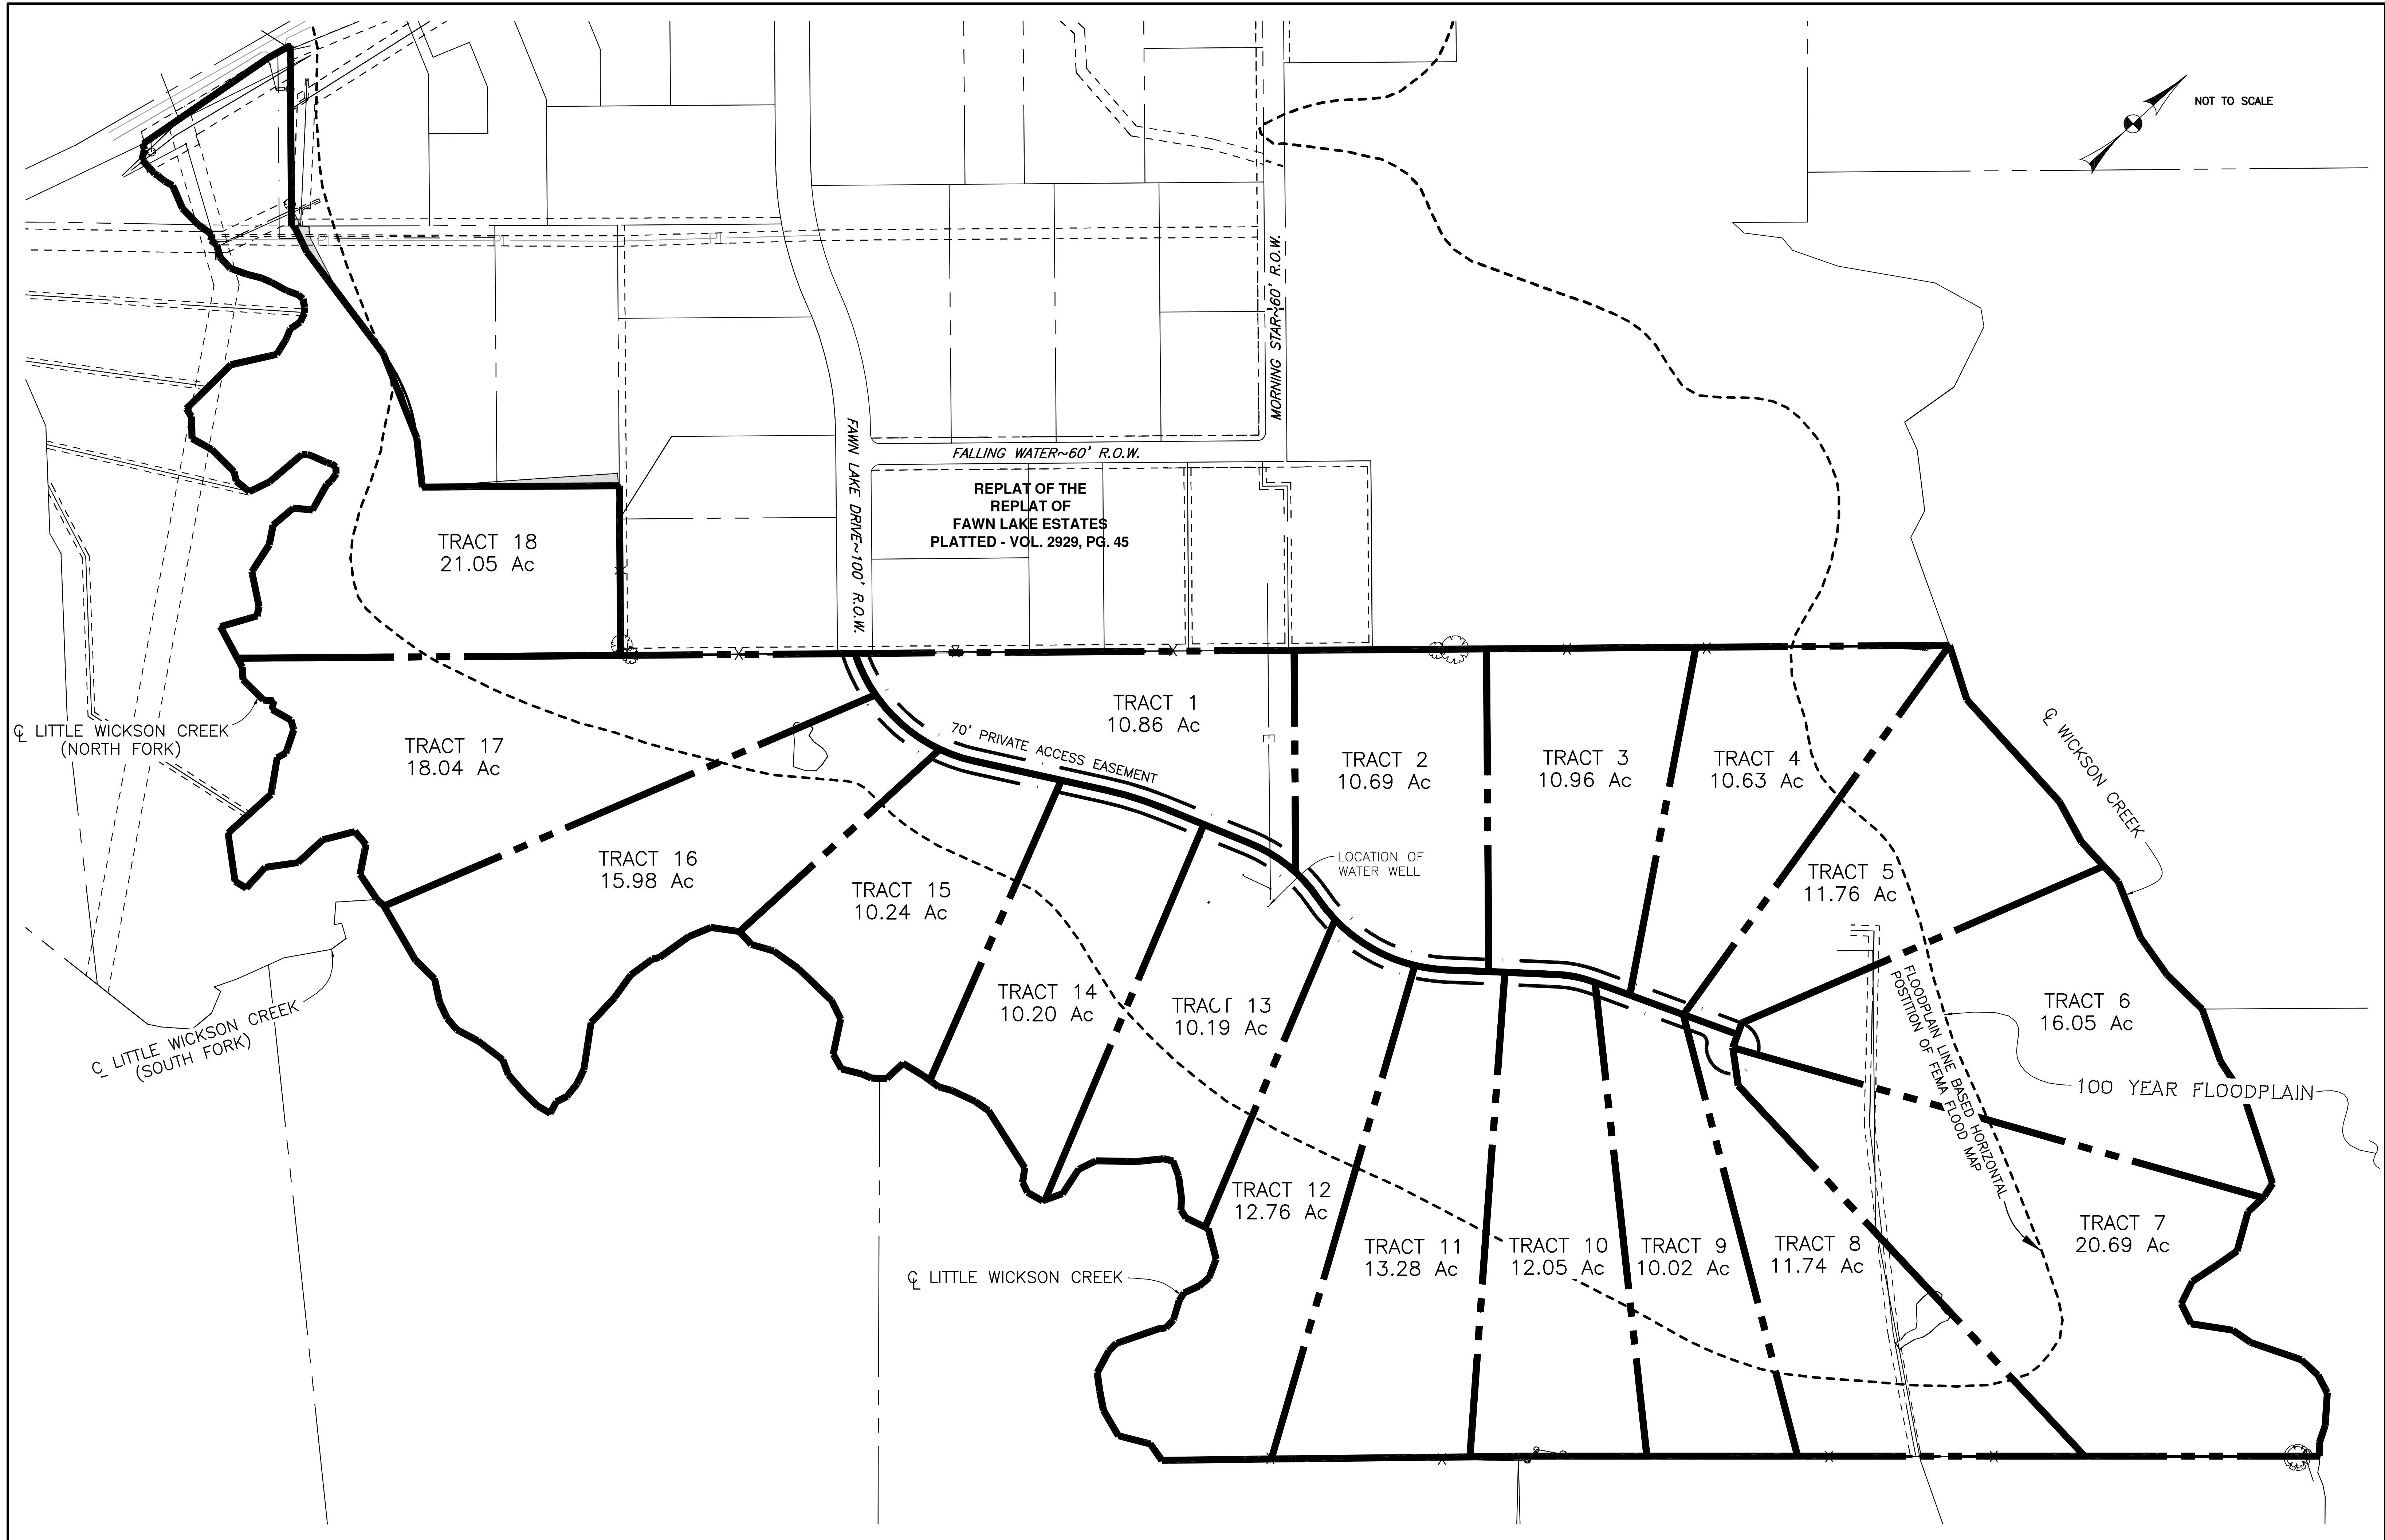 NOT TO SCALE
PL
PL
PL
MORNING STAR~60' R.O.W.
FAWN LAKE DRIVE~100' R.O.W.
FALLING WATER~60' R.O.W.
REPLAT OF THE
REPLAT OF
FAWN LAKE ESTATES
PLATTED - VOL. 2929, PG. 45
TRACT 18
21.05 Ac
TRACT 1
10.86 Ac
70' PRIVATE ACCESS EASEMENT
E
TRACT 2
10.69 Ac
TRACT 3
10.96 Ac
TRACT 4
10.63 Ac
℄ WICKSON CREEK
℄ LITTLE WICKSON CREEK
(NORTH FORK)
TRACT 17
18.04 Ac
TRACT 16
15.98 Ac
TRACT 15
10.24 Ac
LOCATION OF
WATER WELL
TRACT 5
11.76 Ac
TRACT 14
10.20 Ac
TRACT 13
10.19 Ac
TRACT 6
16.05 Ac
℄ LITTLE WICKSON CREEK
(SOUTH FORK)
FLOODPLAIN LINE BASED HORIZONTAL
POSTITION OF FEMA FLOOD MAP
100 YEAR FLOODPLAIN
TRACT 12
12.76 Ac
TRACT 11
13.28 Ac
TRACT 10
12.05 Ac
TRACT 9
10.02 Ac
TRACT 8
11.74 Ac
TRACT 7
20.69 Ac
℄ LITTLE WICKSON CREEK